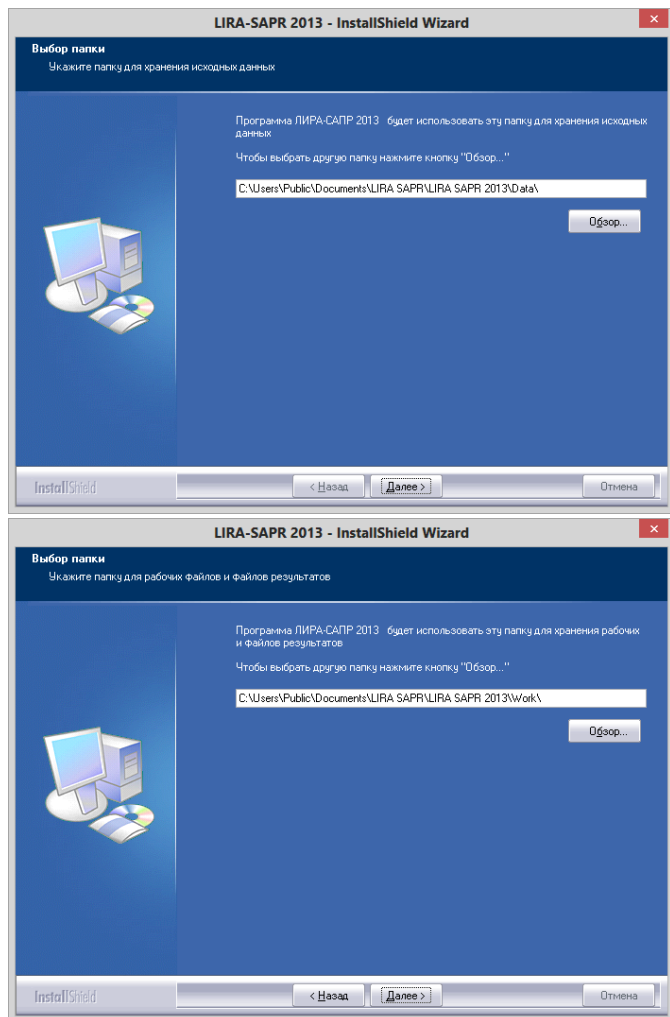 LIRA-SAPR 2013 - InstallShield Wizard
Выбор папки
Укажите папку для хранения исходных данных
Программа ЛИРА-САПР 2013 будет использовать эту папку для хранения исходных
данных
Чтобы выбрать другую папку нажмите кнопку "Обзор..."
C:\Users\Public\Documents\LIRA SAPR\LIRA SAPR 2013\Data\
Обзор...
InstallShield
< Назад
Далее >
Отмена
LIRA-SAPR 2013 - InstallShield Wizard
Выбор папки
Укажите папку для рабочих файлов и файлов результатов
Программа ЛИРА-САПР 2013 будет использовать эту папку для хранения рабочих
и файлов результатов
Чтобы выбрать другую папку нажмите кнопку "Обзор..."
C:\Users\Public\Documents\LIRA SAPR\LIRA SAPR 2013\Work\
Обзор...
InstallShield
< Назад
Далее >
Отмена